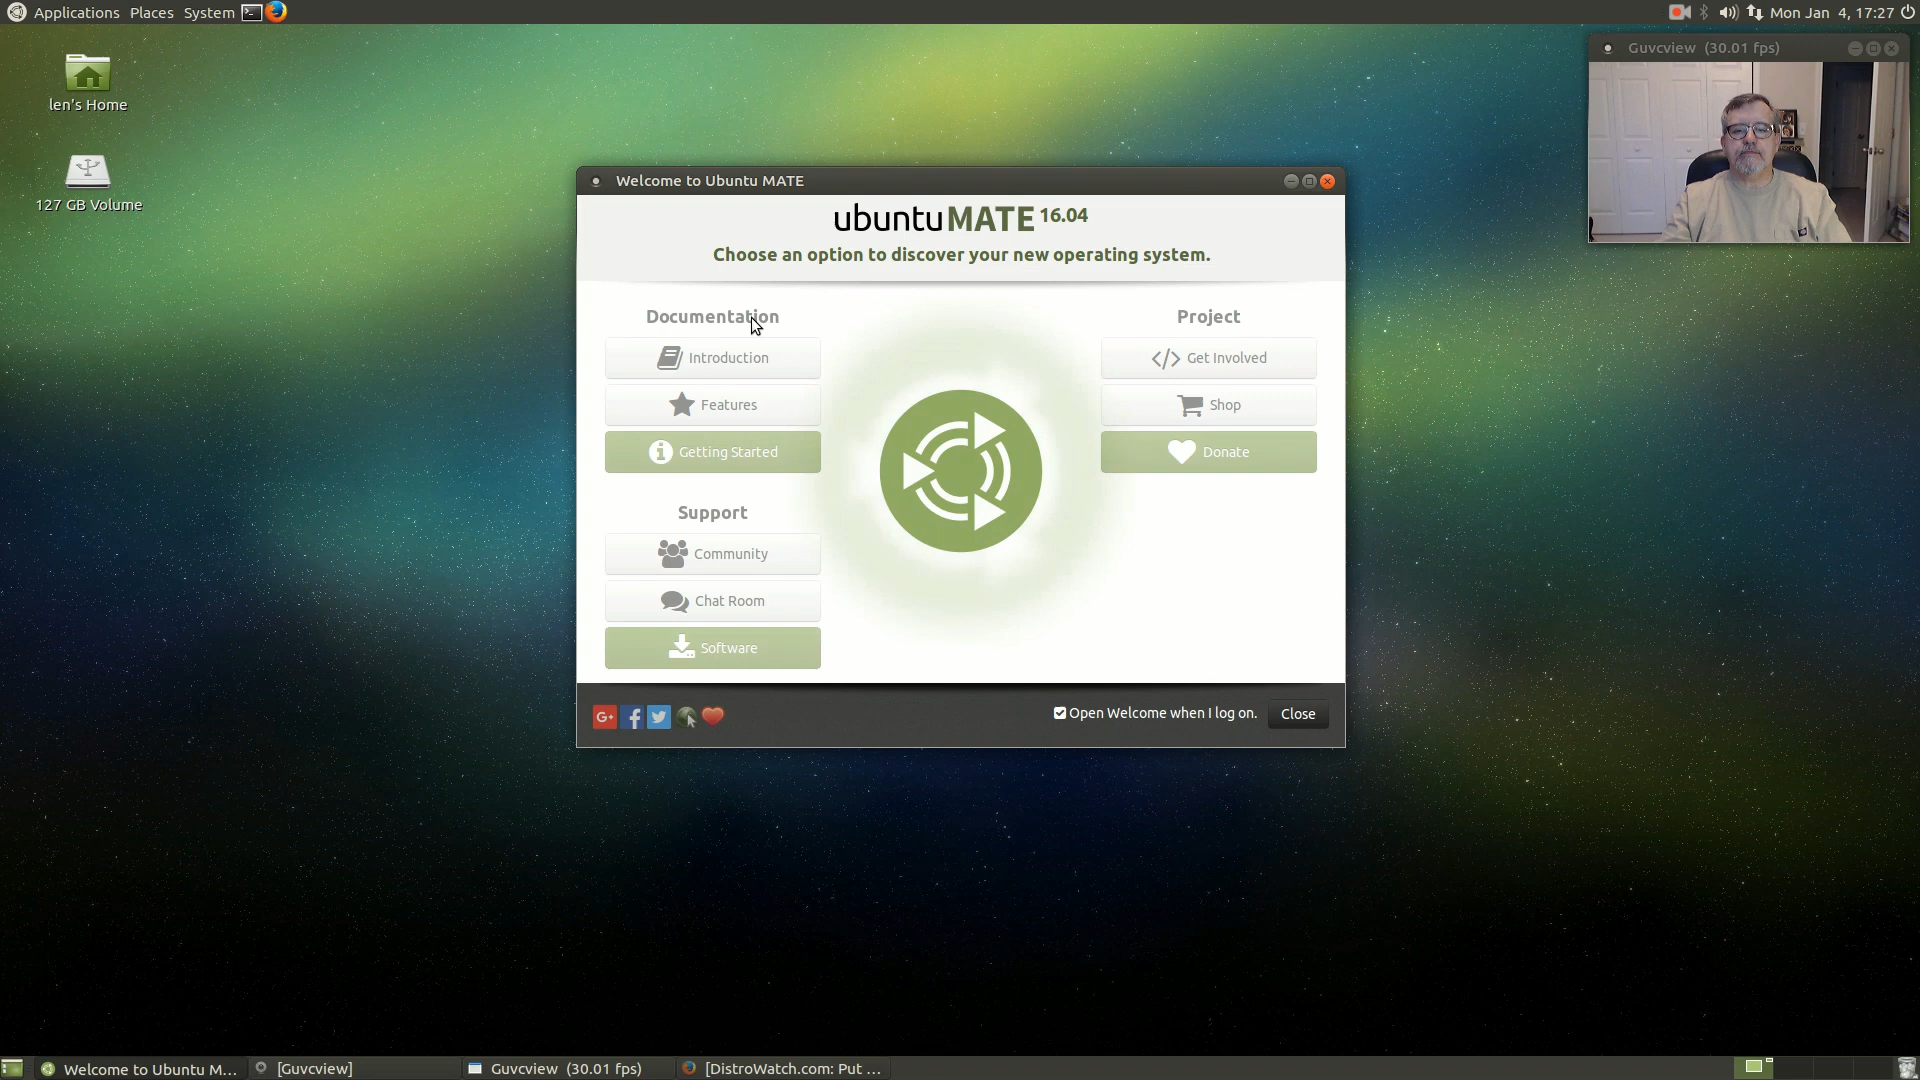 Applications Places System
Mon Jan 4, 17:27
len's Home
127 GB Volume
Guvcview (30.01 fps)
Welcome to Ubuntu MATE
ubuntu MATE 16.04
Choose an option to discover your new operating system.
Documentation
Introduction
Features
Getting Started
Support
Community
Chat Room
Software
Project
Get Involved
Shop
Donate
G+
Open Welcome when I log on.
Close
Welcome to Ubuntu M...
[Guvcview]
Guvcview (30.01 fps)
[DistroWatch.com: Put ...